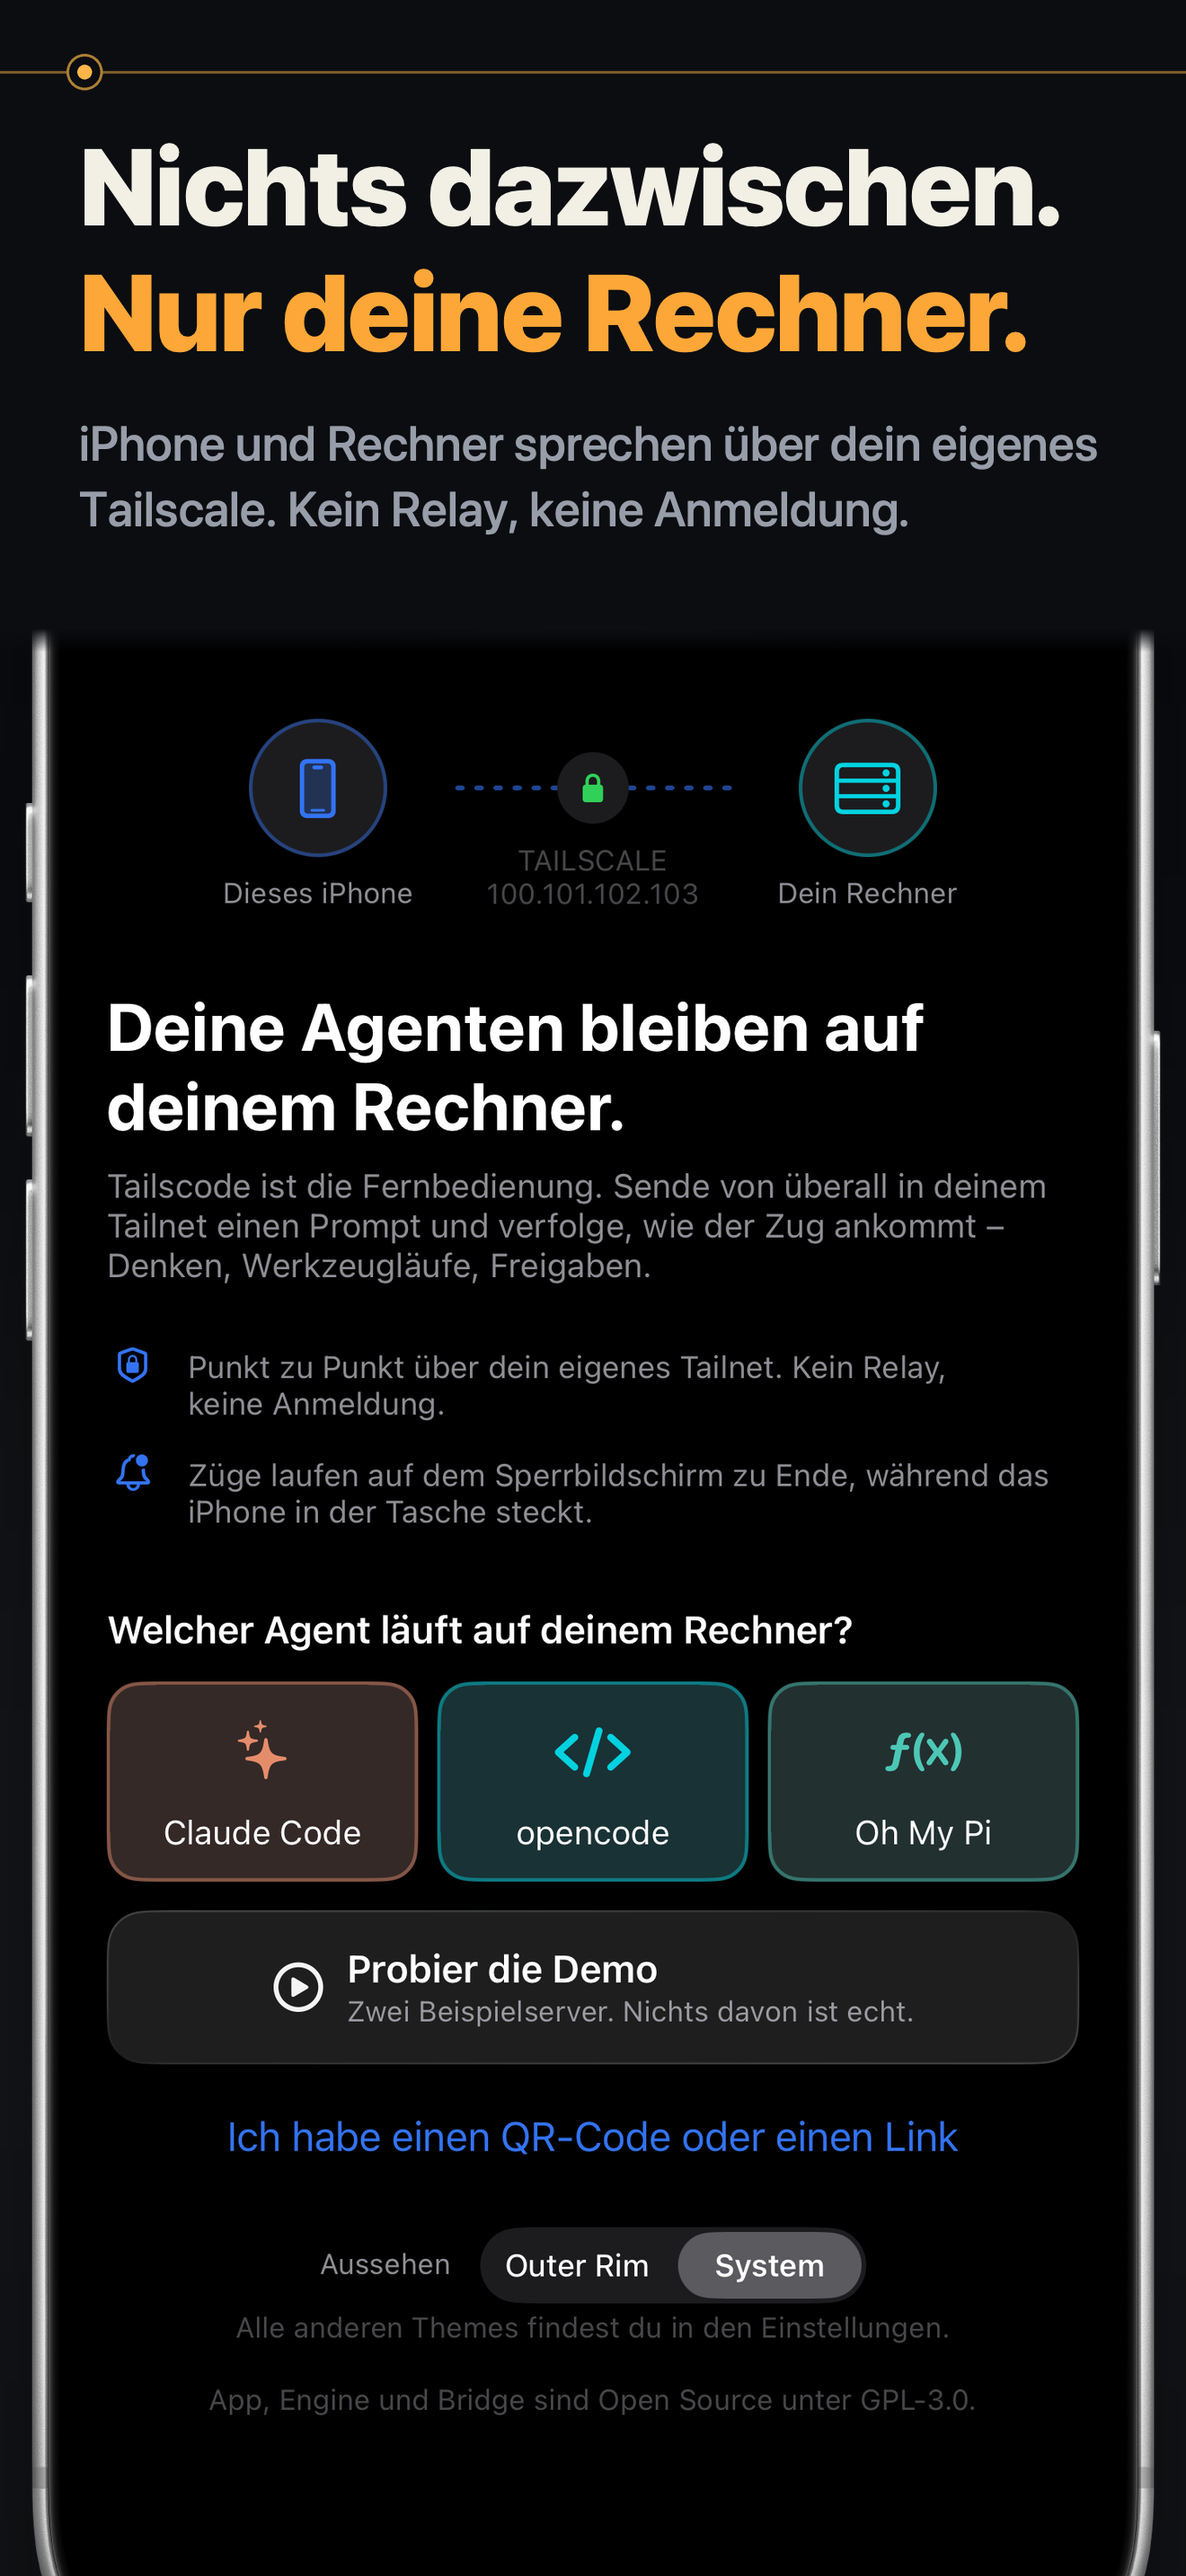 Nichts dazwischen.
Nur deine Rechner.
iPhone und Rechner sprechen über dein eigenes
Tailscale. Kein Relay, keine Anmeldung.
TAILSCALE
Dieses iPhone
100.101.102.103
Dein Rechner
Deine Agenten bleiben auf
deinem Rechner.
Tailscode ist die Fernbedienung. Sende von überall in deinem
Tailnet einen Prompt und verfolge, wie der Zug ankommt –
Denken, Werkzeugläufe, Freigaben.
Punkt zu Punkt über dein eigenes Tailnet. Kein Relay,
keine Anmeldung.
Züge laufen auf dem Sperrbildschirm zu Ende, während das
iPhone in der Tasche steckt.
Welcher Agent läuft auf deinem Rechner?
</> ƒ(x)
Claude Code
opencode
Oh My Pi
Probier die Demo
Zwei Beispielserver. Nichts davon ist echt.
Ich habe einen QR-Code oder einen Link
Aussehen
Outer Rim
System
Alle anderen Themes findest du in den Einstellungen.
App, Engine und Bridge sind Open Source unter GPL-3.0.